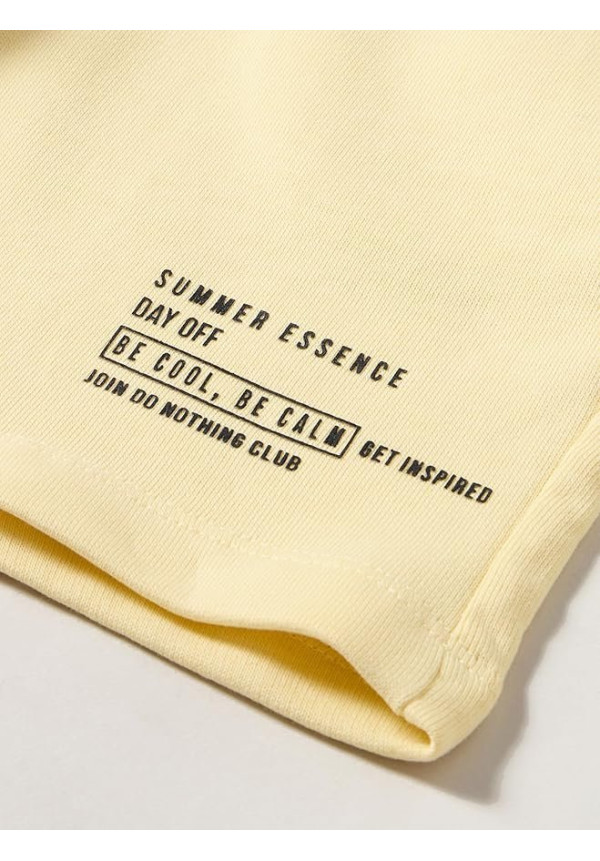 SUMMER ESSENCE
DAY OFF
BE COOL, BE CALM GET INSPIRED
JOIN DO NOTHING CLUB